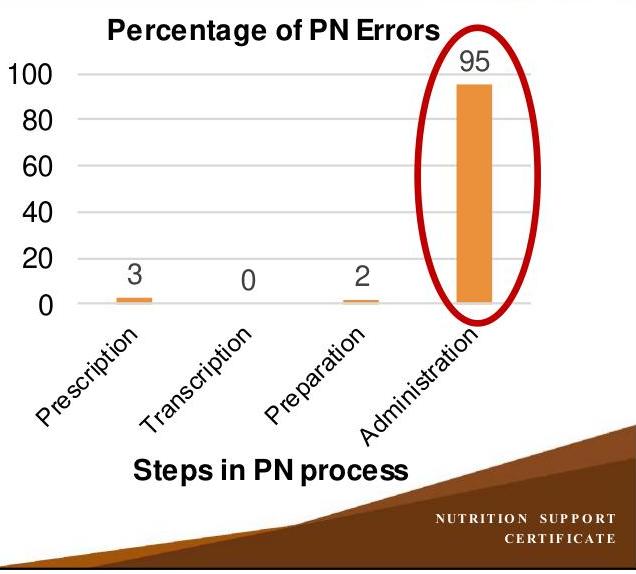 Percentage of PN Errors
100
80
60
40
20
0
3
0
2
95
Prescription
Transcription
Preparation
Administration
Steps in PN process
NUTRITION SUPPORT
CERTIFICATE